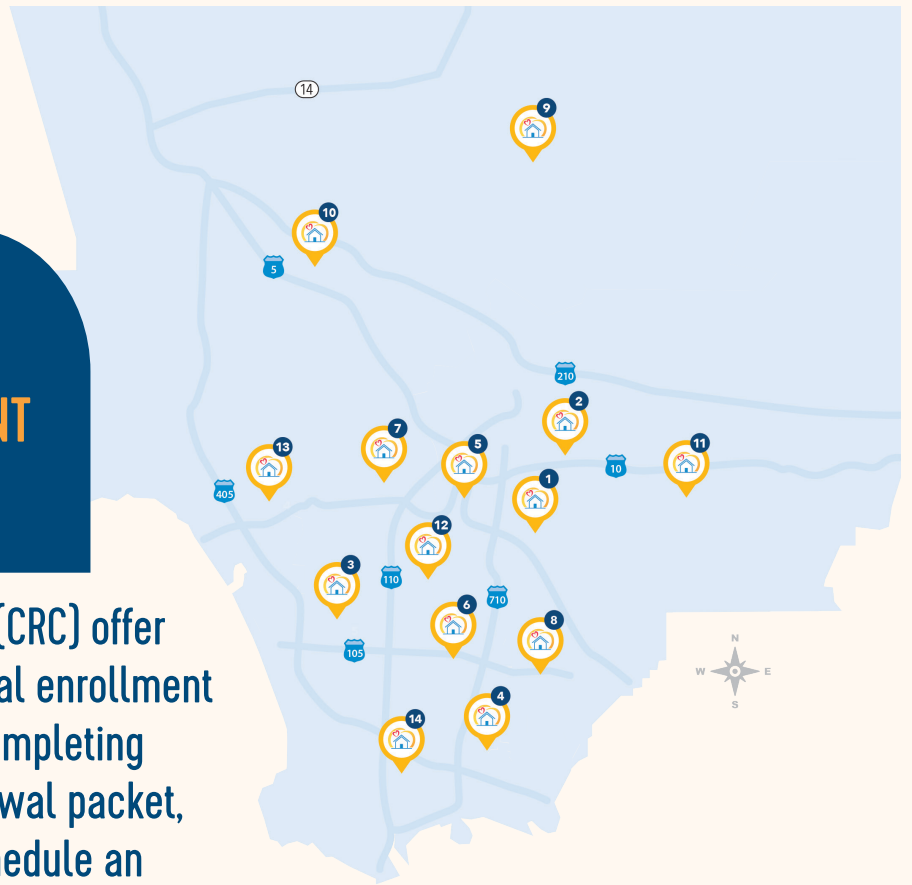 14
9
10
5
210
2
7
5
13
11
10
1
405
12
3
110
6
710
8
105
N
W E
S
4
14
NT
(CRC) offer
al enrollment
mpleting
wal packet,
hedule an